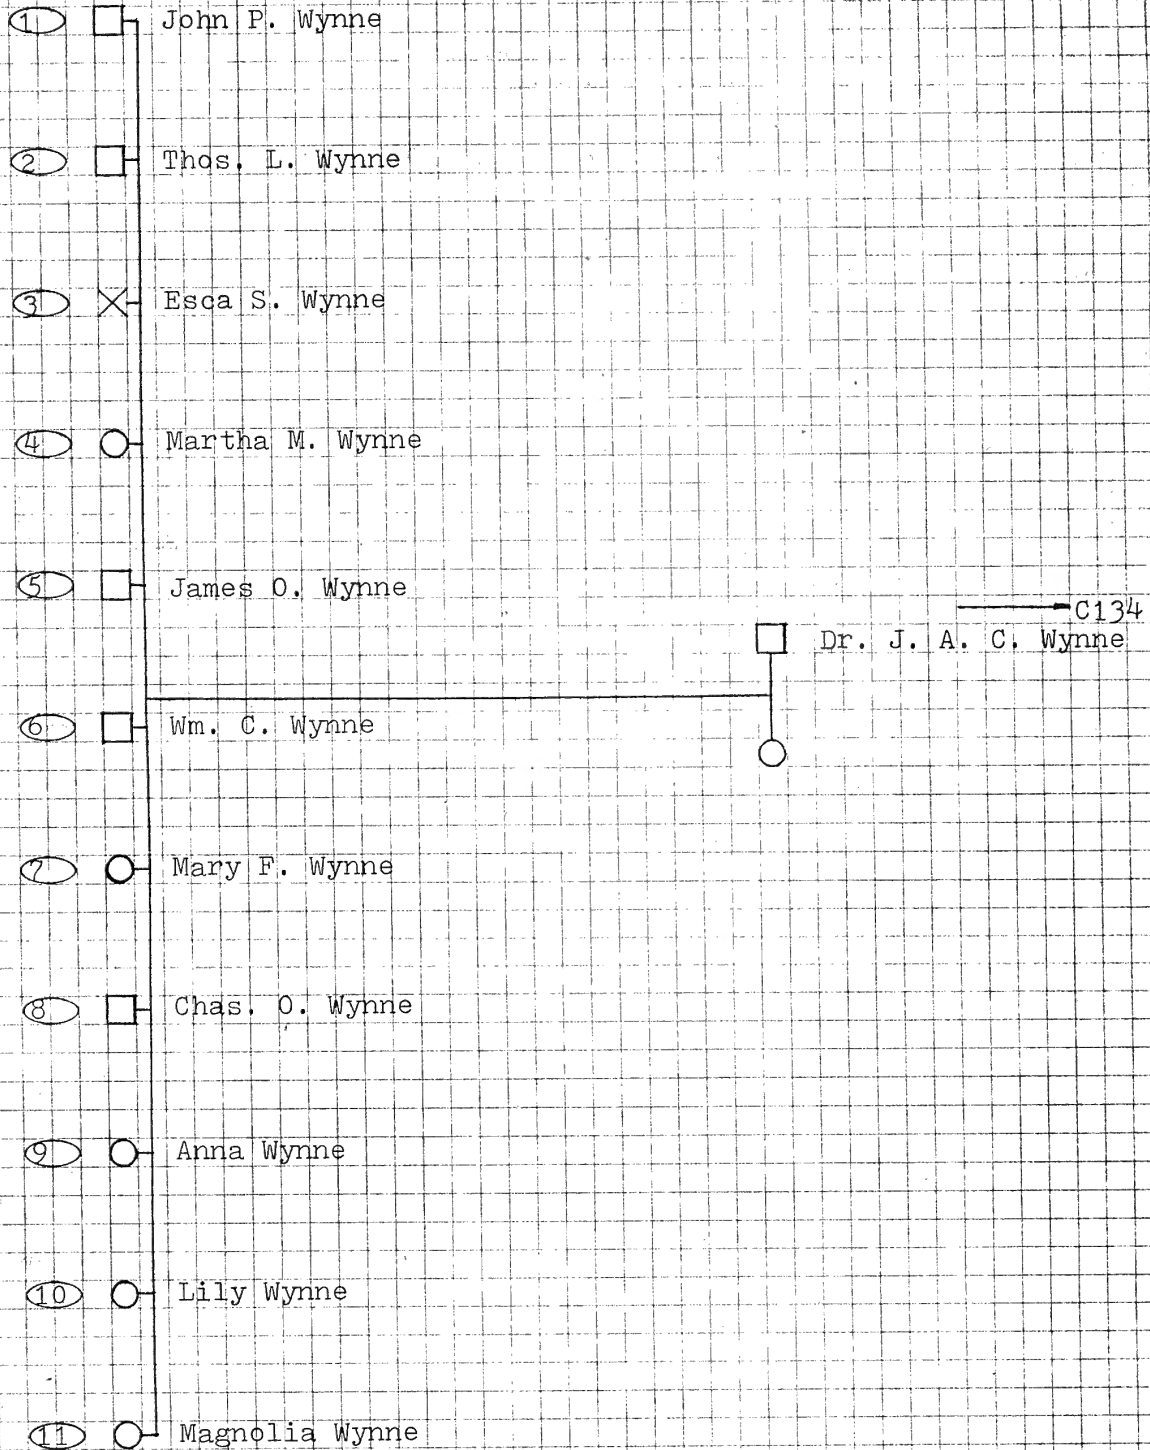 1 John P. Wynne
2 Thos. L. Wynne
3 Esca S. Wynne
4 Martha M. Wynne
5 James O. Wynne
C134
Dr. J. A. C. Wynne
6 Wm. C. Wynne
7 Mary F. Wynne
8 Chas. O. Wynne
9 Anna Wynne
10 Lily Wynne
11 Magnolia Wynne